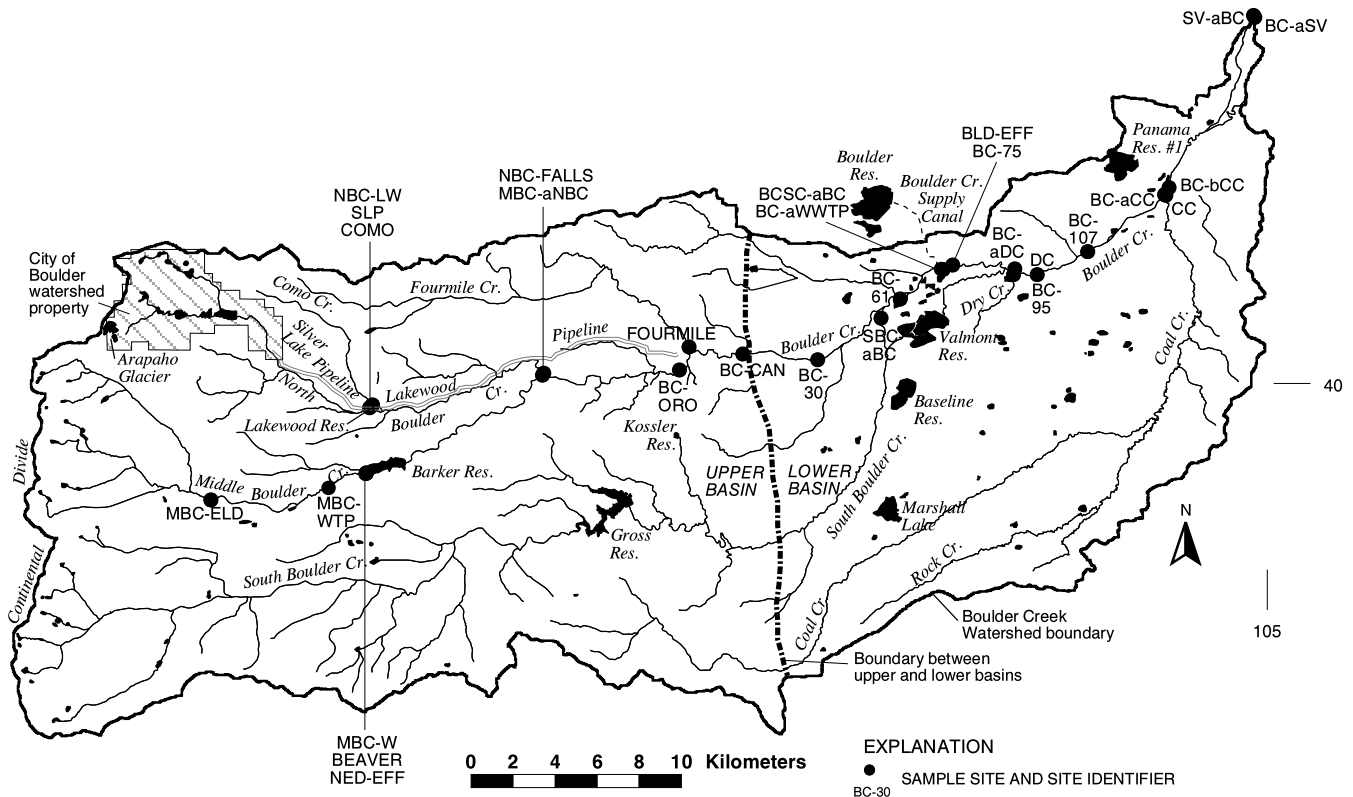 SV-aBC
BC-aSV
Panama
Res. #1
BLD-EFF
BC-75
Boulder
Res.
Boulder Cr.
Supply
Canal
NBC-FALLS
MBC-aNBC
BCSC-aBC
BC-aWWTP
NBC-LW
SLP
COMO
BC-aCC
BC-bCC
CC
BC-
107
BC-
aDC
DC
BC-
95
Boulder Cr.
City of
Boulder
watershed
property
Como Cr.
Fourmile Cr.
BC-
61
Dry Cr.
Silver
Lake Pipeline
Pipeline
FOURMILE
Boulder Cr.
SBC-
aBC
Valmont
Res.
Coal Cr.
Arapaho
Glacier
North
Lakewood
Cr.
BC-CAN
BC-
30
BC-
ORO
40
Lakewood Res.
Boulder
Kossler
Res.
Baseline
Res.
Divide
Middle
Boulder
Cr.
Barker Res.
UPPER
BASIN
LOWER
BASIN
South Boulder Cr.
MBC-ELD
MBC-
WTP
Marshall
Lake
N
Gross
Res.
Continental
South Boulder Cr.
Rock Cr.
Coal Cr.
Boulder Creek
Watershed boundary
105
Boundary between
upper and lower basins
MBC-W
BEAVER
NED-EFF
0 2 4 6 8 10 Kilometers
EXPLANATION
SAMPLE SITE AND SITE IDENTIFIER
BC-30